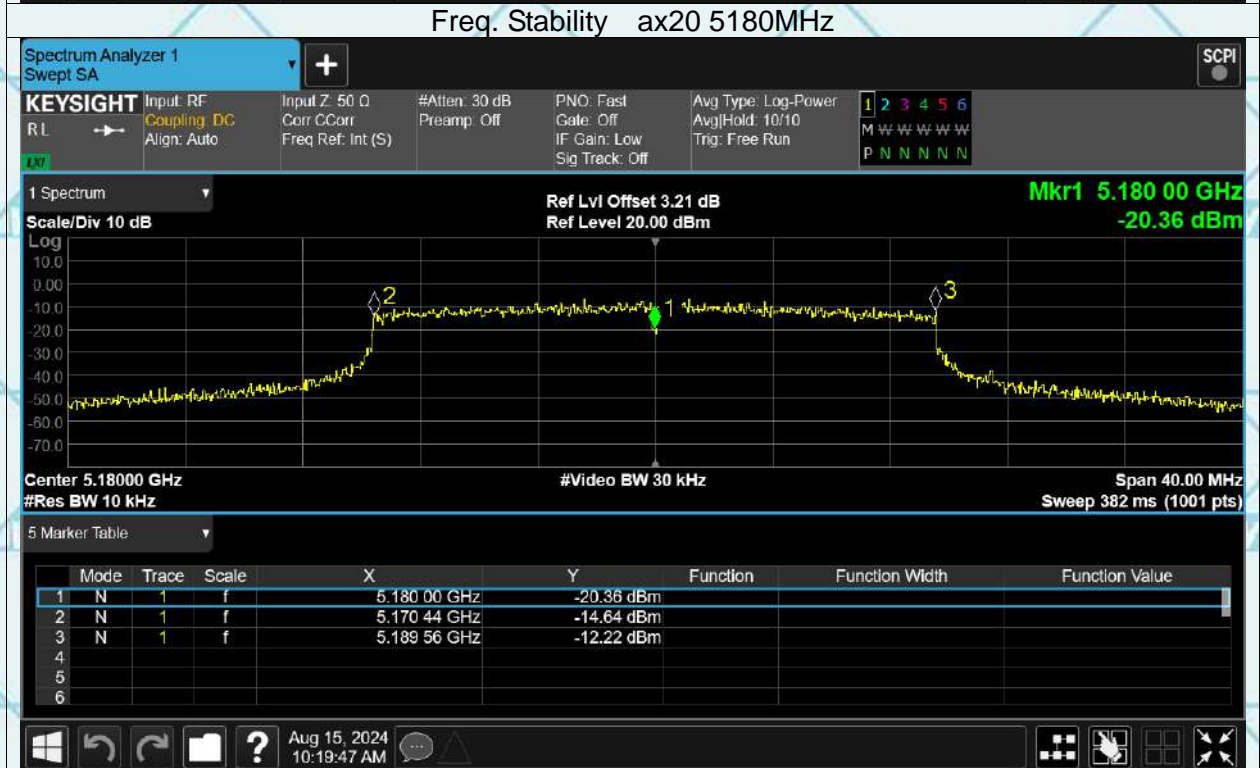 Freq. Stability ax20 5180MHz
Spectrum Analyzer 1
Swept SA
+
SCPI
KEYSIGHT
RL
LXI
Input: RF
Coupling: DC
Align: Auto
Input Z: 50 Ω
Corr CCorr
Freq Ref: Int (S)
#Atten: 30 dB
Preamp: Off
PNO: Fast
Gate: Off
IF Gain: Low
Sig Track: Off
Avg Type: Log-Power
Avg|Hold: 10/10
Trig: Free Run
1 2 3 4 5 6
M W W W W W
P N N N N N
1 Spectrum
Scale/Div 10 dB
Ref Lvl Offset 3.21 dB
Ref Level 20.00 dBm
Mkr1 5.180 00 GHz
-20.36 dBm
Log
10.0
0.00
-10.0
-20.0
-30.0
-40.0
-50.0
-60.0
-70.0
2
1
3
Center 5.18000 GHz
#Res BW 10 kHz
#Video BW 30 kHz
Span 40.00 MHz
Sweep 382 ms (1001 pts)
5 Marker Table
Mode Trace Scale X Y Function Function Width Function Value
1 N 1 f 5.180 00 GHz -20.36 dBm
2 N 1 f 5.170 44 GHz -14.64 dBm
3 N 1 f 5.189 56 GHz -12.22 dBm
4
5
6
?
Aug 15, 2024
10:19:47 AM